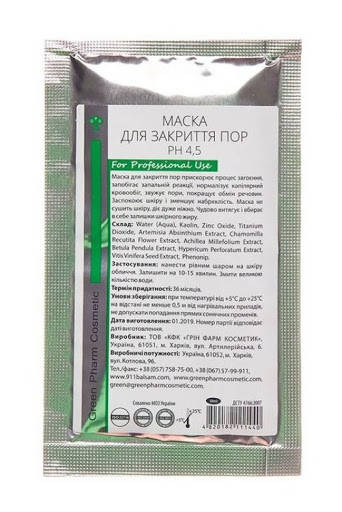 МАСКА
ДЛЯ ЗАКРИТТЯ ПОР
PH 4,5
For Professional Use
Маска для закриття пор прискорює процес загоєння,
запобігає запальній реакції, нормалізує капілярний
кровообіг, звужує пори, покращує обмін речовин.
Заспокоює шкіру і зменшує набряклість. Маска не
сушить шкіру, діє дуже ніжно. Чудово витягує і вбирає
в себе залишки шкірного жиру.
Склад: Water (Aqua), Kaolin, Zinc Oxide, Titanium
Dioxide, Artemisia Absinthium Extract, Chamomilla
Recutita Flower Extract, Achillea Millefolium Extract,
Betula Pendula Extract, Hypericum Perforatum Extract,
Vitis Vinifera Seed Extract, Phenonip.
Застосування: нанести рівним шаром на шкіру
обличчя. Залишити на 10-15 хвилин. Змити великою
кількістю води.
Термін придатності: 36 місяців.
Умови зберігання: при температурі від +5°С до +25°С
на відстані не менше 0,5 м від нагрівальних приладів,
не допускати попадання прямих сонячних променів.
Дата виготовлення: 01.2019. Номер партії відповідає
даті виготовлення.
Виробник: ТОВ «КФК «ГРІН ФАРМ КОСМЕТИК»,
Україна, 61051, м. Харків, вул. Артилерійська, 6.
Виробничі потужності: Україна, 61052, м. Харків,
вул. Котлова, 96.
Тел./факс: +38 (057) 758-75-00, +38 (067) 57-99-911,
www.911balsam.com, www.greenpharmcosmetic.com,
green@greenpharmcosmetic.com
Схвалено МОЗ України
ДСТУ 4766:2007
+25°C
+5°C
4820182111440
Green Pharm Cosmetic